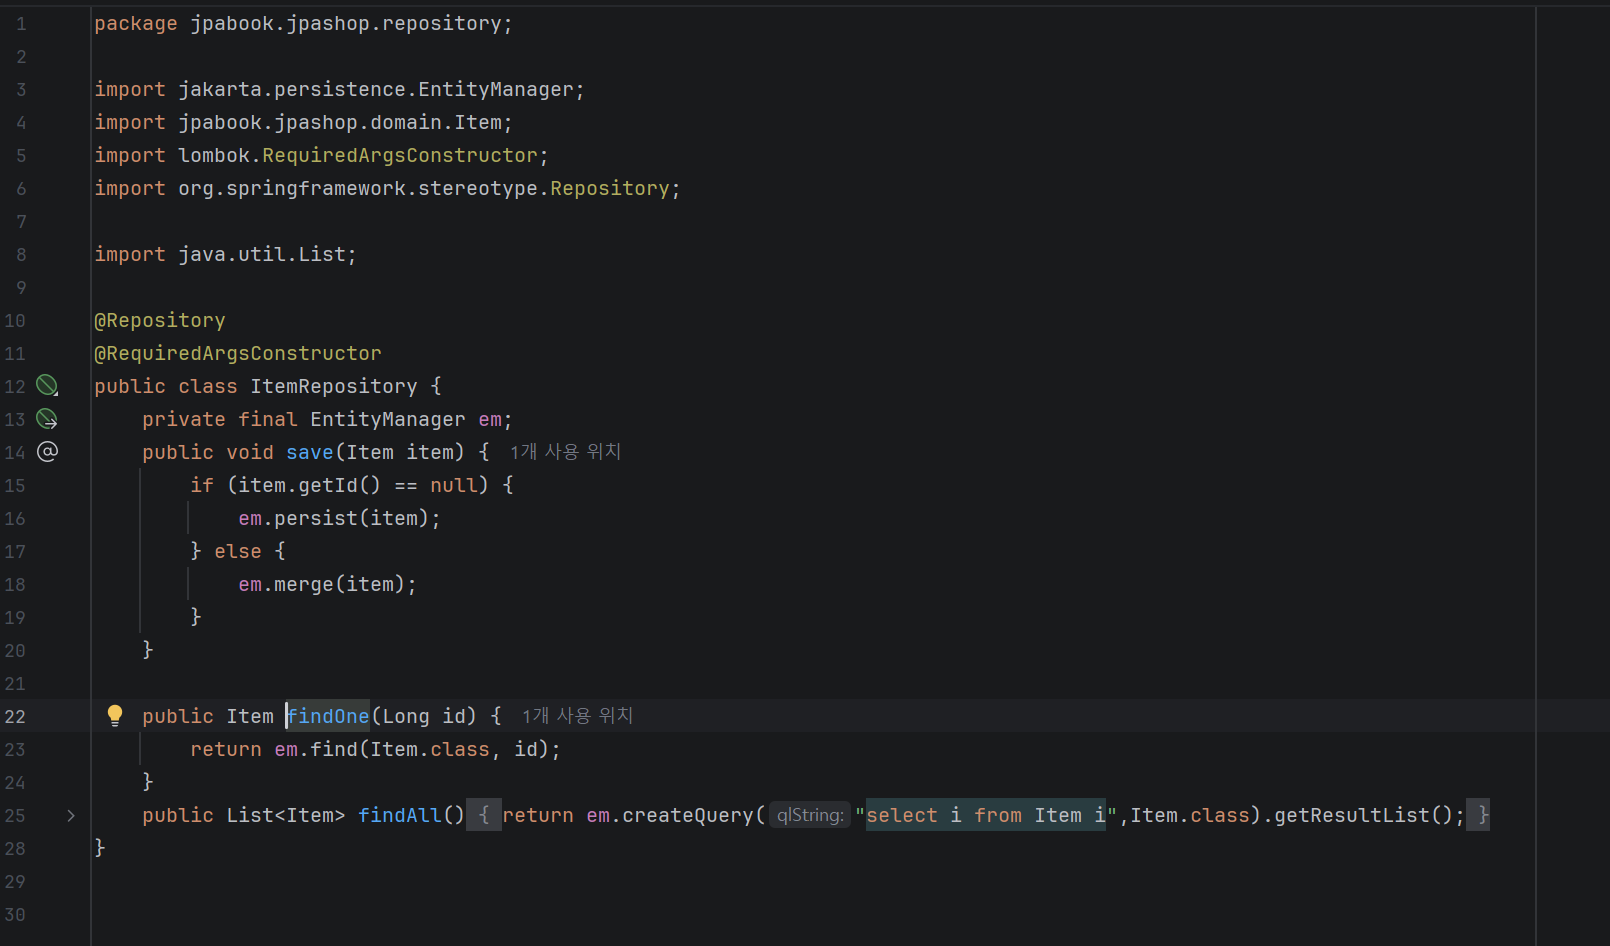 1 package jpabook.jpashop.repository;
2
3 import jakarta.persistence.EntityManager;
4 import jpabook.jpashop.domain.Item;
5 import lombok.RequiredArgsConstructor;
6 import org.springframework.stereotype.Repository;
7
8 import java.util.List;
9
10 @Repository
11 @RequiredArgsConstructor
12 public class ItemRepository {
13     private final EntityManager em;
14 @     public void save(Item item) {  1개 사용 위치
15         if (item.getId() == null) {
16             em.persist(item);
17         } else {
18             em.merge(item);
19         }
20     }
21
22     public Item findOne(Long id) {  1개 사용 위치
23         return em.find(Item.class, id);
24     }
25     public List<Item> findAll() { return em.createQuery( qlString: "select i from Item i",Item.class).getResultList(); }
28 }
29
30